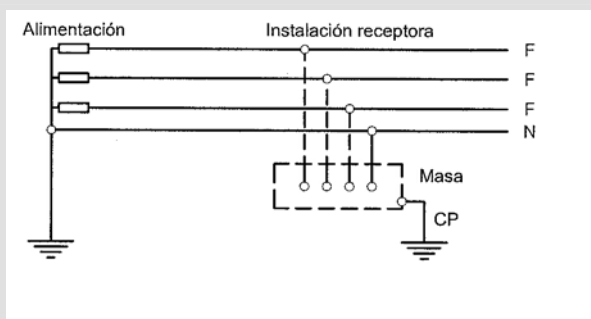 Alimentación
Instalación receptora
F
F
F
N
Masa
CP